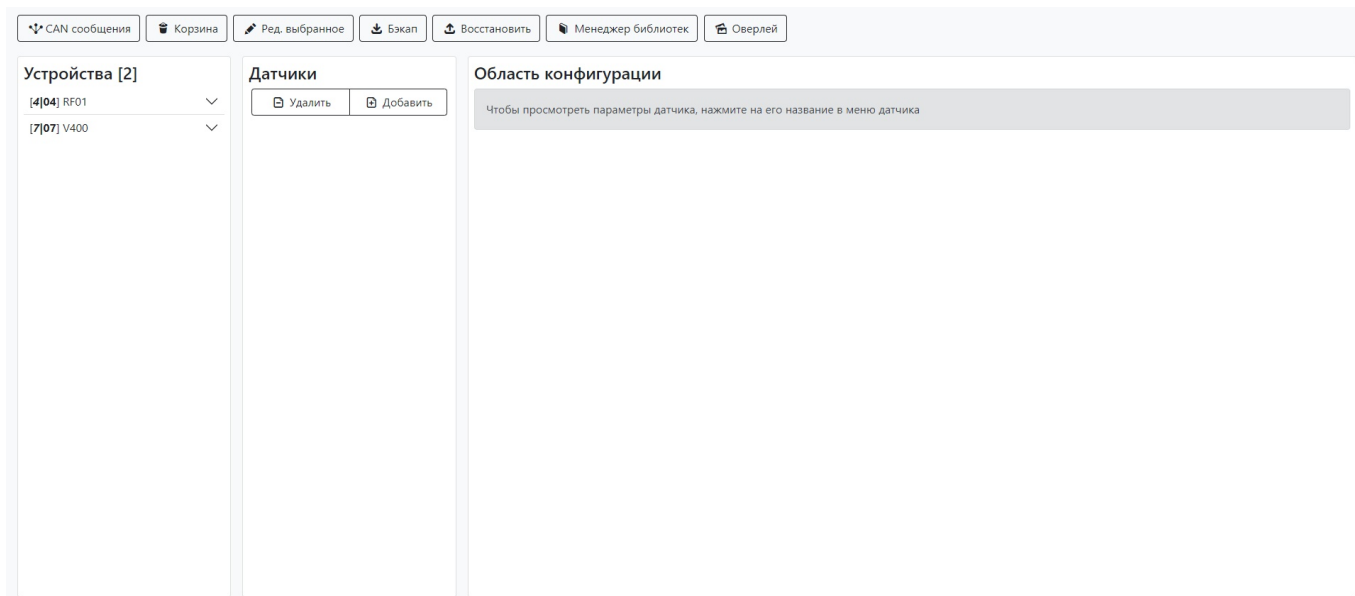 CAN сообщения Корзина Ред. выбранное Бэкап Восстановить Менеджер библиотек Оверлей
Устройства [2]
[4|04] RF01
[7|07] V400
Датчики
Удалить Добавить
Область конфигурации
Чтобы просмотреть параметры датчика, нажмите на его название в меню датчика